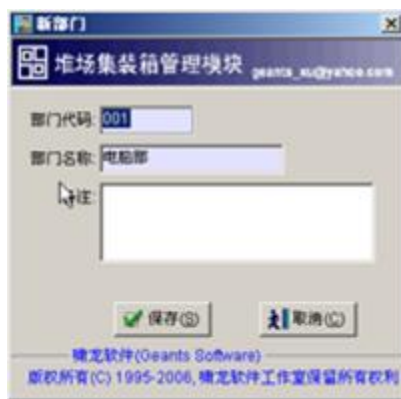 新部门
堆场集装箱管理模块 geants_xu@yahoo.com
部门代码: 001
部门名称: 电脑部
备注:
保存(S) 取消(C)
龙软件(Geants Software)
版权所有(C) 1995-2006, 龙软件工作室保留所有权利